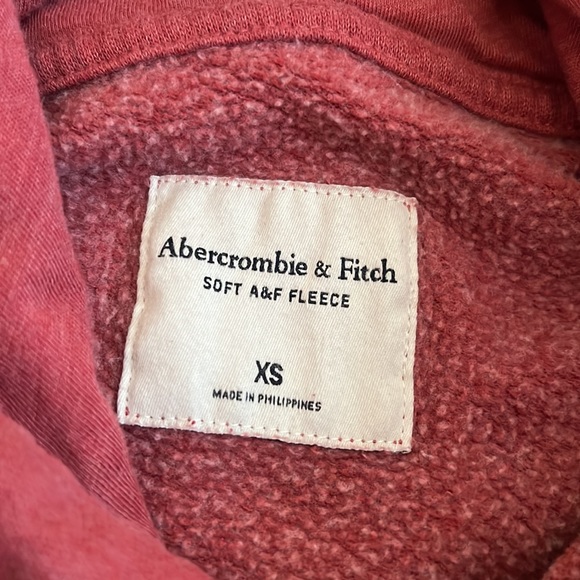 Abercrombie & Fitch
SOFT A&F FLEECE
XS
MADE IN PHILIPPINES